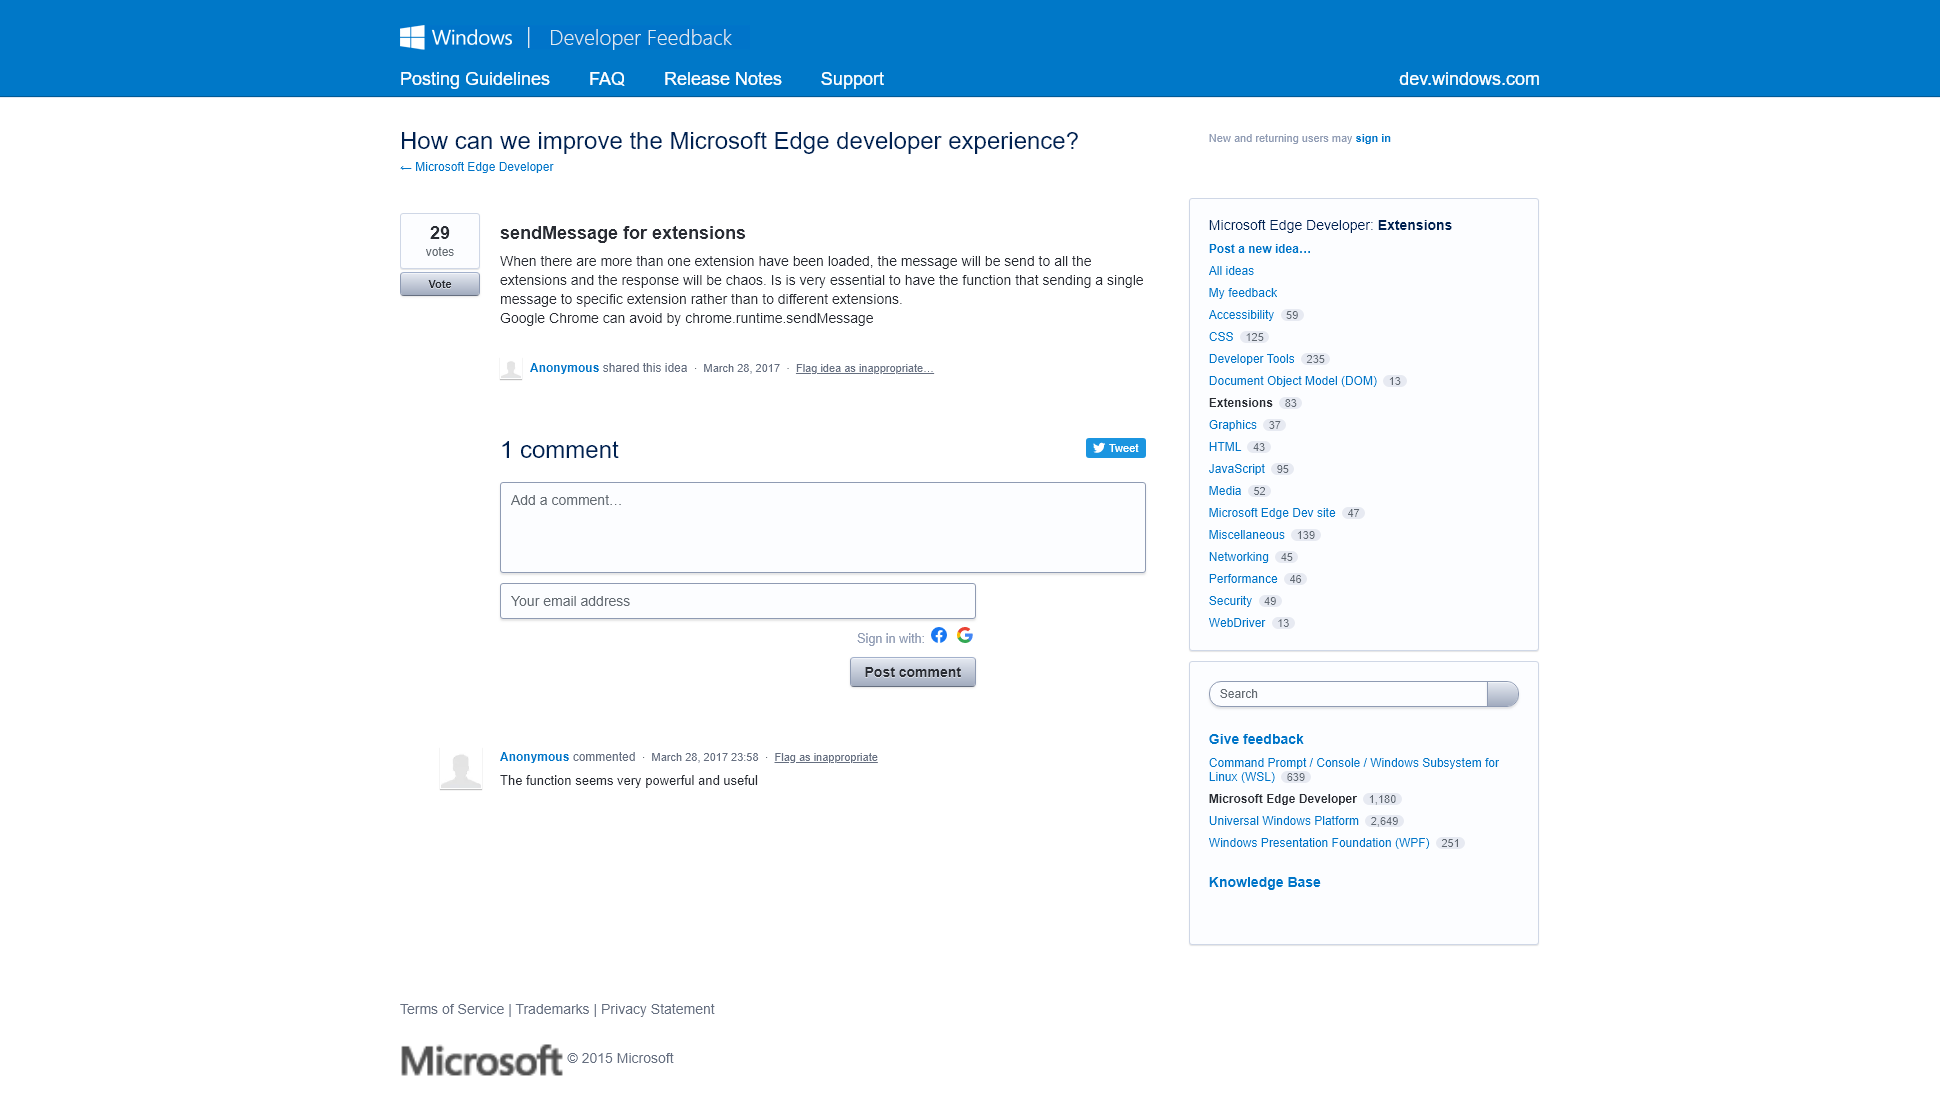 Windows | Developer Feedback
Posting Guidelines FAQ Release Notes Support dev.windows.com
How can we improve the Microsoft Edge developer experience?
← Microsoft Edge Developer
New and returning users may sign in
29
votes
Vote
sendMessage for extensions
When there are more than one extension have been loaded, the message will be send to all the
extensions and the response will be chaos. Is is very essential to have the function that sending a single
message to specific extension rather than to different extensions.
Google Chrome can avoid by chrome.runtime.sendMessage
Anonymous shared this idea · March 28, 2017 · Flag idea as inappropriate…
1 comment
Tweet
Add a comment…
Your email address
Sign in with:
Post comment
Anonymous commented · March 28, 2017 23:58 · Flag as inappropriate
The function seems very powerful and useful
Microsoft Edge Developer: Extensions
Post a new idea…
All ideas
My feedback
Accessibility 59
CSS 125
Developer Tools 235
Document Object Model (DOM) 13
Extensions 83
Graphics 37
HTML 43
JavaScript 95
Media 52
Microsoft Edge Dev site 47
Miscellaneous 139
Networking 45
Performance 46
Security 49
WebDriver 13
Search
Give feedback
Command Prompt / Console / Windows Subsystem for
Linux (WSL) 639
Microsoft Edge Developer 1,180
Universal Windows Platform 2,649
Windows Presentation Foundation (WPF) 251
Knowledge Base
Terms of Service | Trademarks | Privacy Statement
Microsoft © 2015 Microsoft